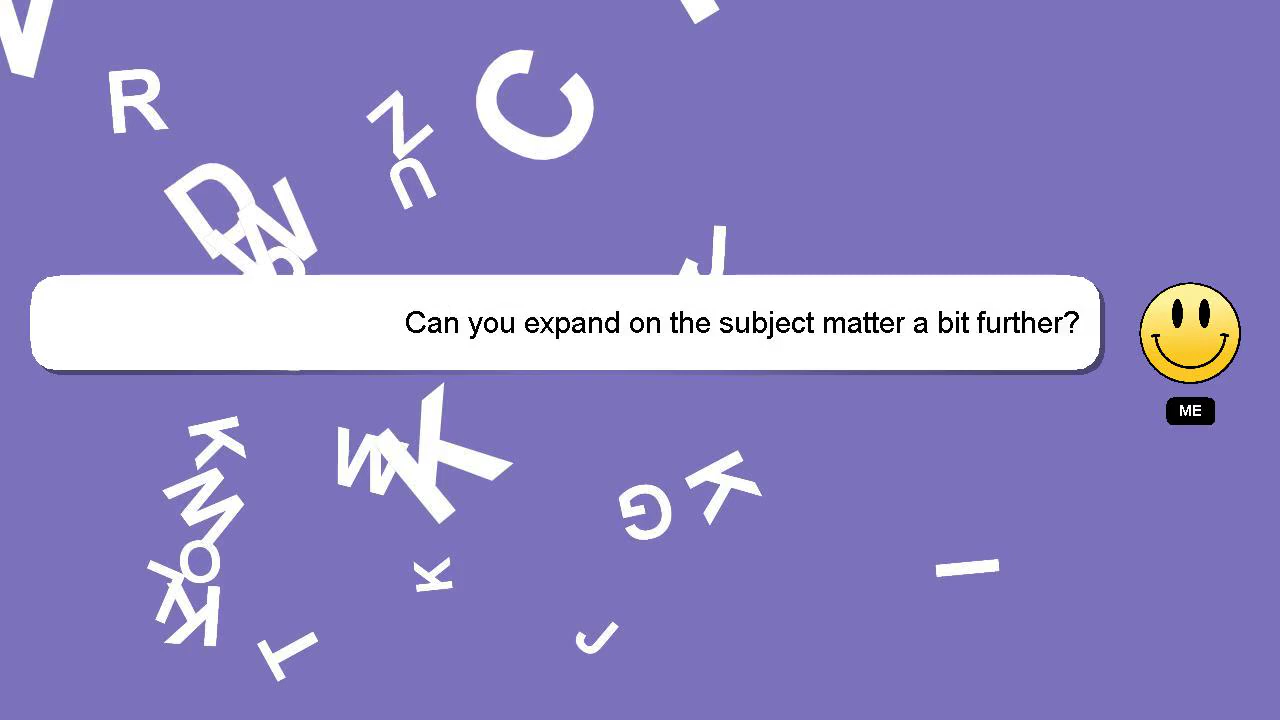 V
R
C
N
U
D
W
J
Can you expand on the subject matter a bit further?
ME
K
W
K
K
G
M
O
K
K
I
T
J